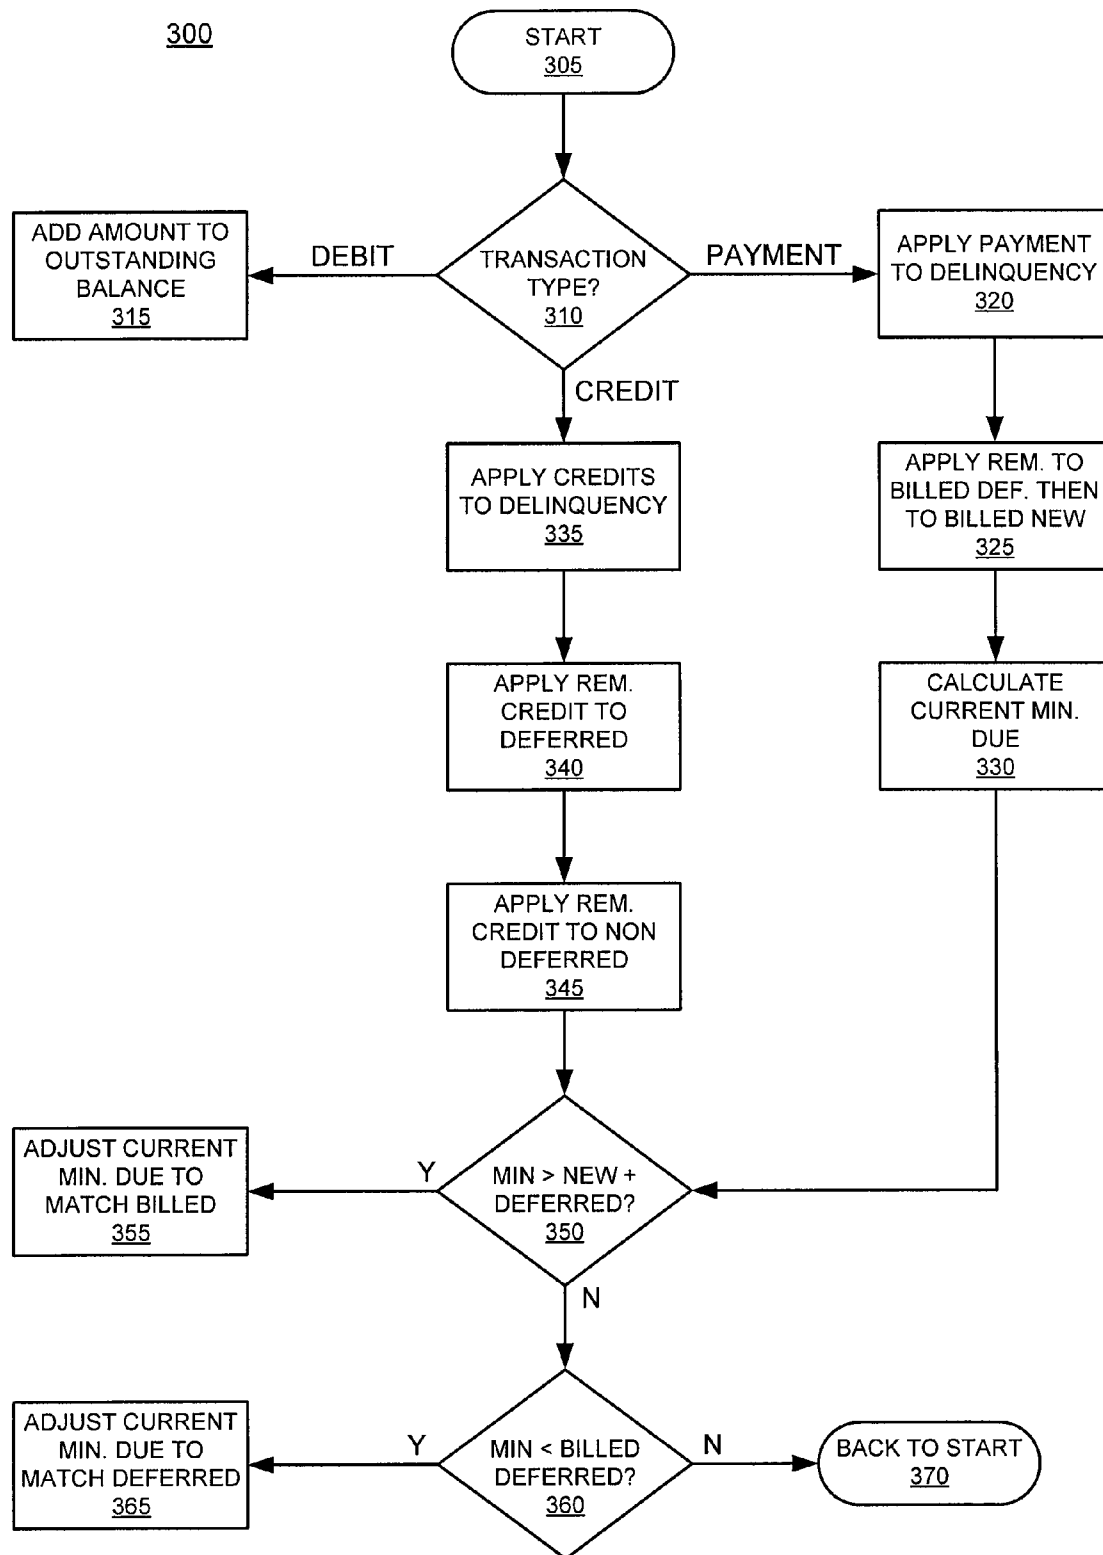 300
START
305
ADD AMOUNT TO
OUTSTANDING
BALANCE
315
DEBIT
TRANSACTION
TYPE?
310
PAYMENT
APPLY PAYMENT
TO DELINQUENCY
320
CREDIT
APPLY CREDITS
TO DELINQUENCY
335
APPLY REM. TO
BILLED DEF. THEN
TO BILLED NEW
325
APPLY REM.
CREDIT TO
DEFERRED
340
CALCULATE
CURRENT MIN.
DUE
330
APPLY REM.
CREDIT TO NON
DEFERRED
345
ADJUST CURRENT
MIN. DUE TO
MATCH BILLED
355
Y
MIN > NEW +
DEFERRED?
350
N
ADJUST CURRENT
MIN. DUE TO
MATCH DEFERRED
365
Y
MIN < BILLED
DEFERRED?
360
N
BACK TO START
370